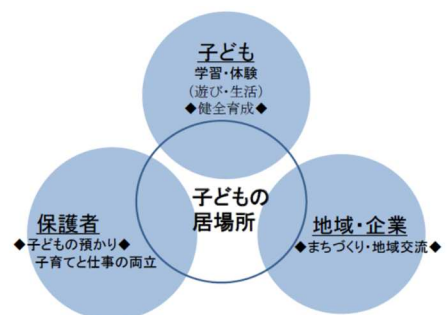 子ども
学習・体験
(遊び・生活)
◆健全育成◆
子どもの
居場所
保護者
◆子どもの預かり◆
子育てと仕事の両立
地域・企業
◆まちづくり・地域交流◆